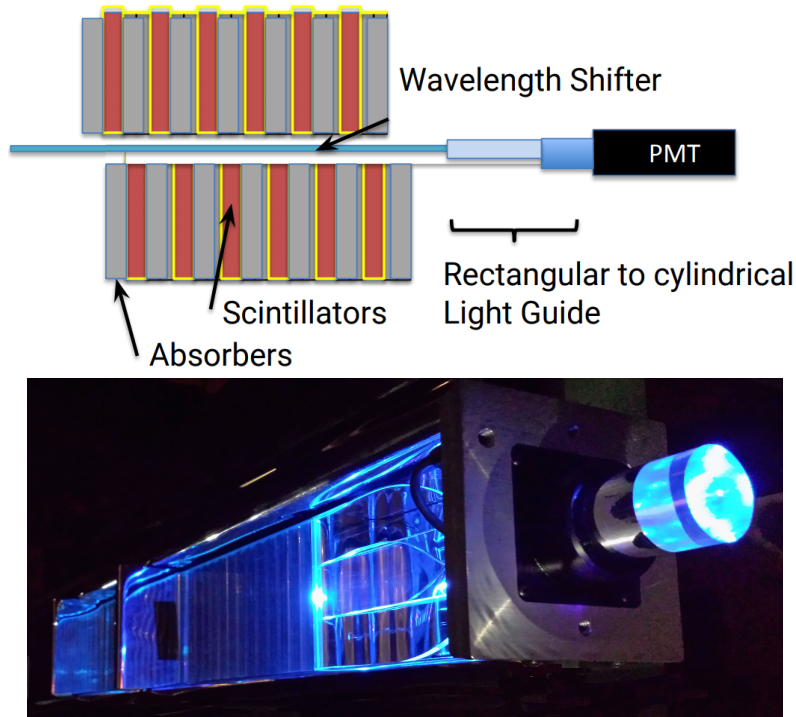 Wavelength Shifter
PMT
Rectangular to cylindrical
Light Guide
Scintillators
Absorbers